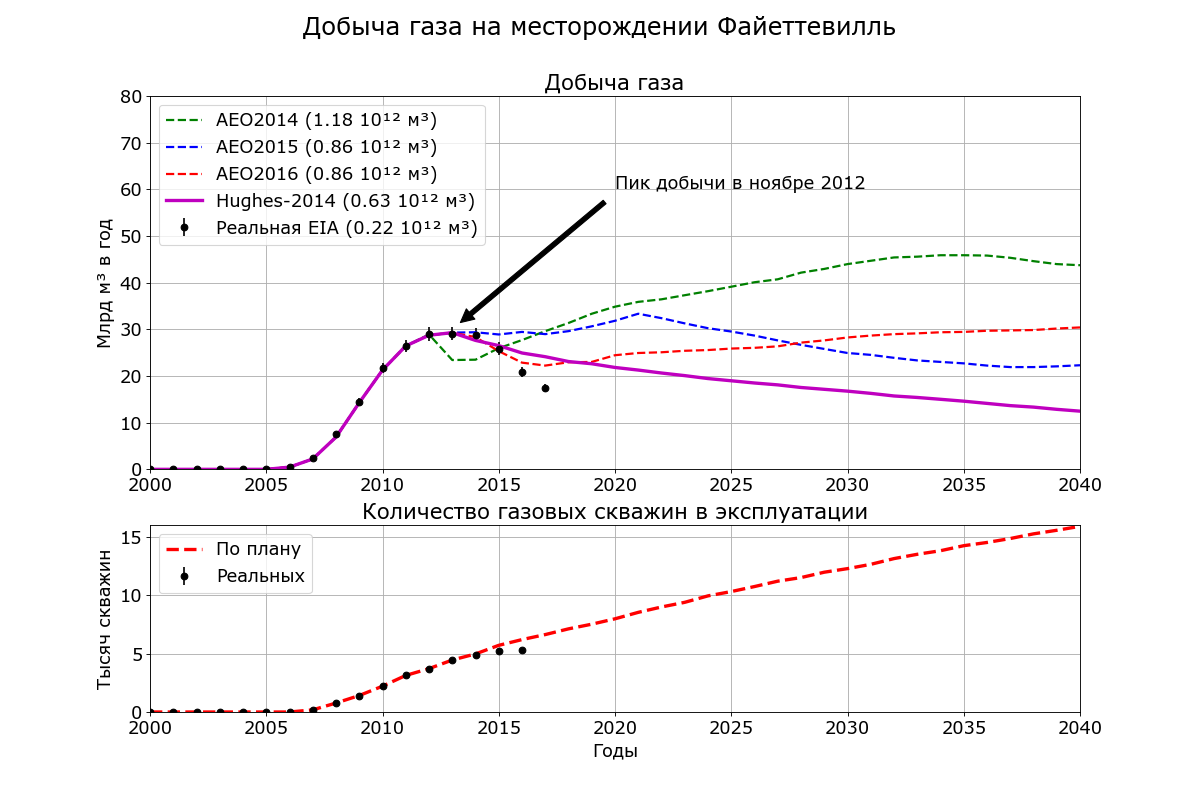 Добыча газа на месторождении Файеттевилль
Добыча газа
80
70
60
50
40
30
20
10
0
Млрд м³ в год
AEO2014 (1.18 10¹² м³)
AEO2015 (0.86 10¹² м³)
AEO2016 (0.86 10¹² м³)
Hughes-2014 (0.63 10¹² м³)
Реальная EIA (0.22 10¹² м³)
Пик добычи в ноябре 2012
2000 2005 2010 2015 2020 2025 2030 2035 2040
Количество газовых скважин в эксплуатации
15
10
5
0
Тысяч скважин
По плану
Реальных
2000 2005 2010 2015 2020 2025 2030 2035 2040
Годы